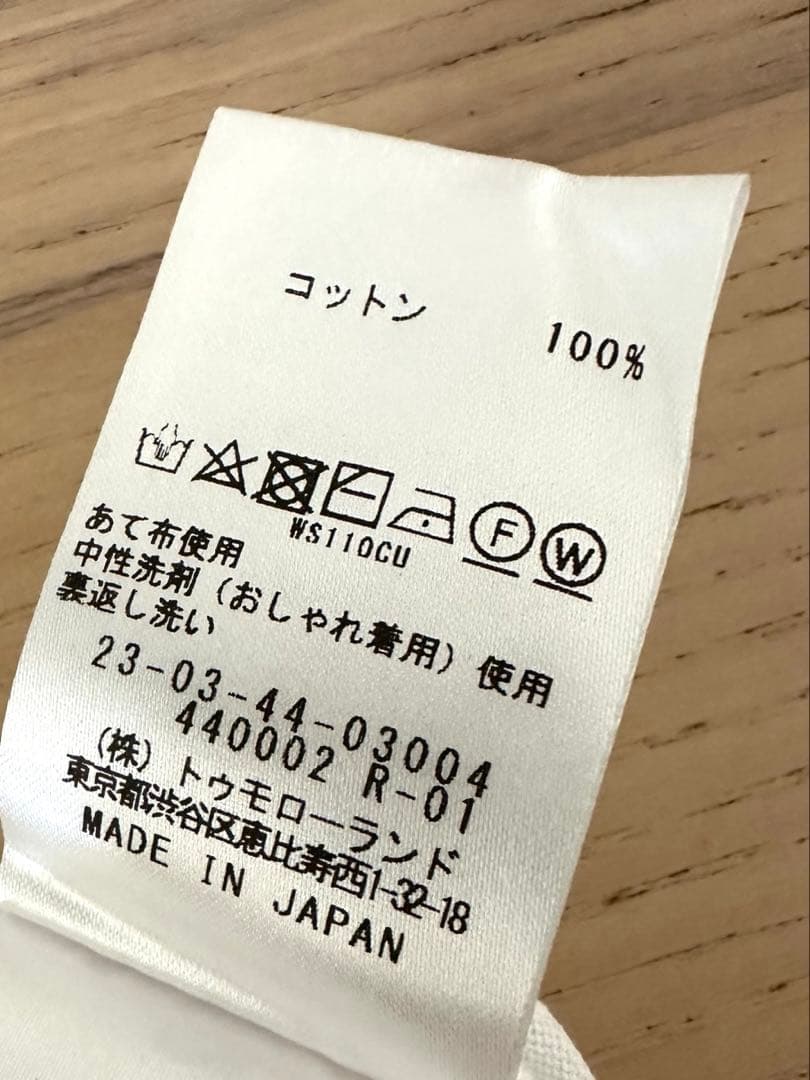 コットン 100%
F W
WS110CU
あて布使用
中性洗剤(おしゃれ着用)使用
裏返し洗い
23-03-44-03004
440002 R-01
(株)トゥモローランド
東京都渋谷区恵比寿西1-32-18
MADE IN JAPAN